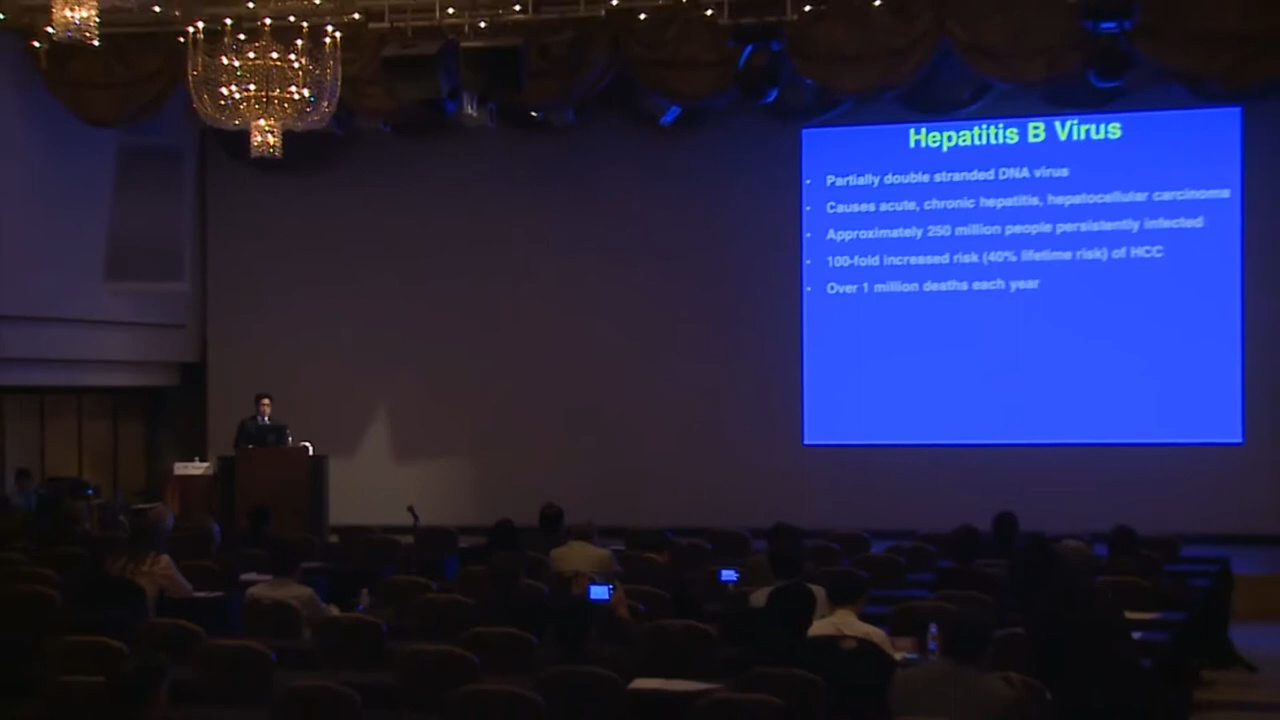 Hepatitis B Virus
• Partially double stranded DNA virus
• Causes acute, chronic hepatitis, hepatocellular carcinoma
• Approximately 250 million people persistently infected
• 100-fold increased risk (40% lifetime risk) of HCC
• Over 1 million deaths each year